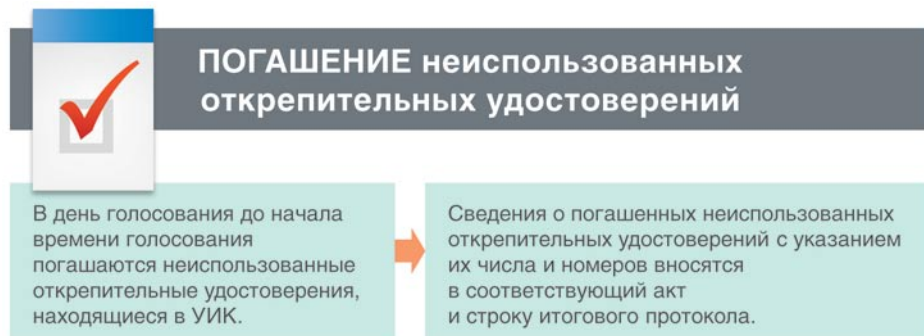 ПОГАШЕНИЕ неиспользованных
открепительных удостоверений
В день голосования до начала
времени голосования
погашаются неиспользованные
открепительные удостоверения,
находящиеся в УИК.
Сведения о погашенных неиспользованных
открепительных удостоверений с указанием
их числа и номеров вносятся
в соответствующий акт
и строку итогового протокола.